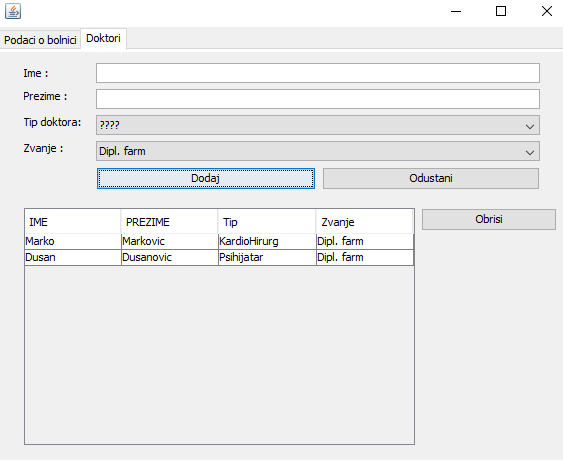 Podaci o bolnici Doktori
Ime :
Prezime :
Tip doktora: ????
Zvanje : Dipl. farm
Dodaj Odustani
IME PREZIME Tip Zvanje Obrisi
Marko Markovic KardioHirurg Dipl. farm
Dusan Dusanovic Psihijatar Dipl. farm